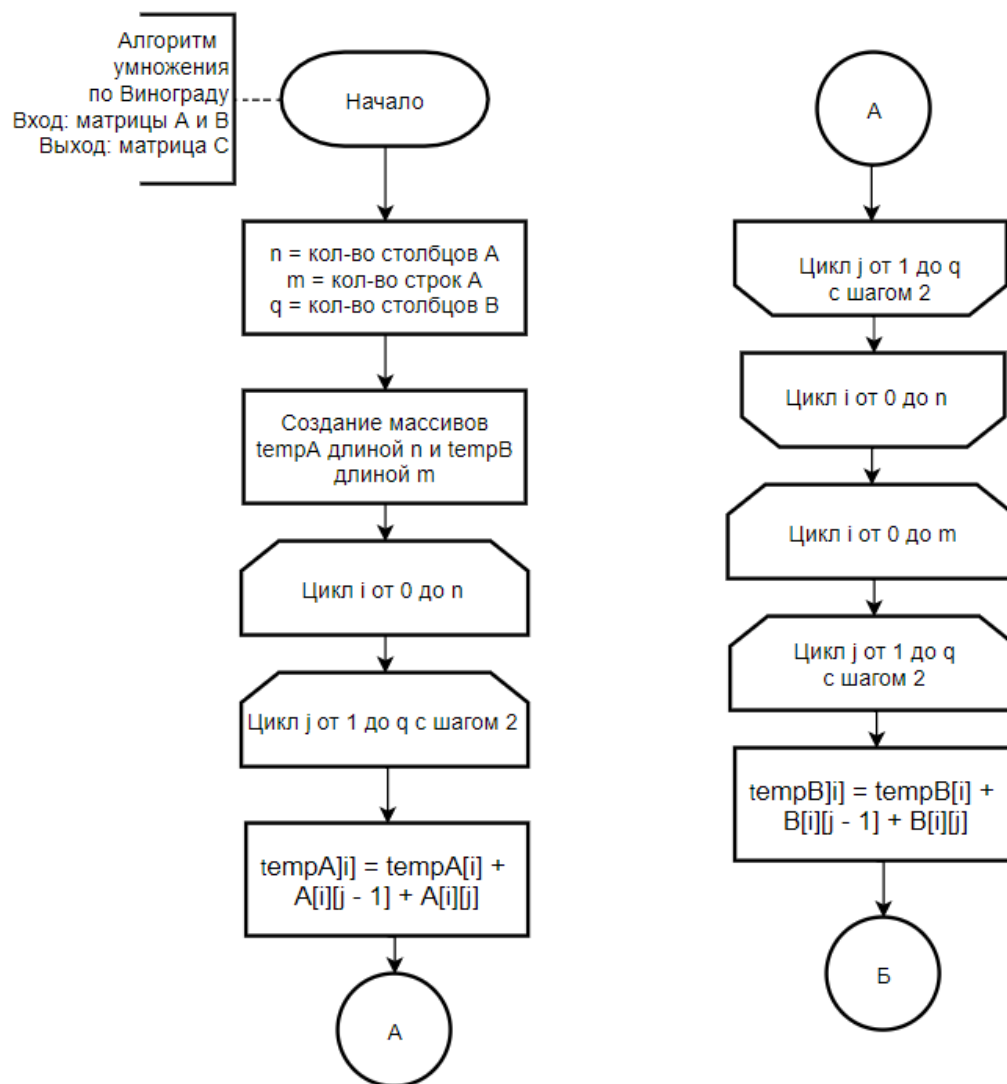 Алгоритм
умножения
по Винограду
Вход: матрицы А и В
Выход: матрица С
Начало
n = кол-во столбцов А
m = кол-во строк А
q = кол-во столбцов В
Создание массивов
tempA длиной n и tempB
длиной m
Цикл i от 0 до n
Цикл j от 1 до q с шагом 2
tempA]i] = tempA[i] +
A[i][j - 1] + A[i][j]
А
А
Цикл j от 1 до q
с шагом 2
Цикл i от 0 до n
Цикл i от 0 до m
Цикл j от 1 до q
с шагом 2
tempB]i] = tempB[i] +
B[i][j - 1] + B[i][j]
Б